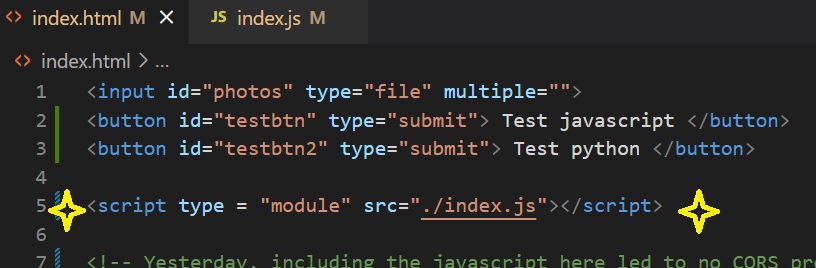 index.html M × JS index.js M
<> index.html > ...
1 <input id="photos" type="file" multiple="">
2 <button id="testbtn" type="submit"> Test javascript </button>
3 <button id="testbtn2" type="submit"> Test python </button>
4
5 <script type = "module" src="./index.js"></script>
6
7 <!-- Yesterday, including the javascript here led to no CORS